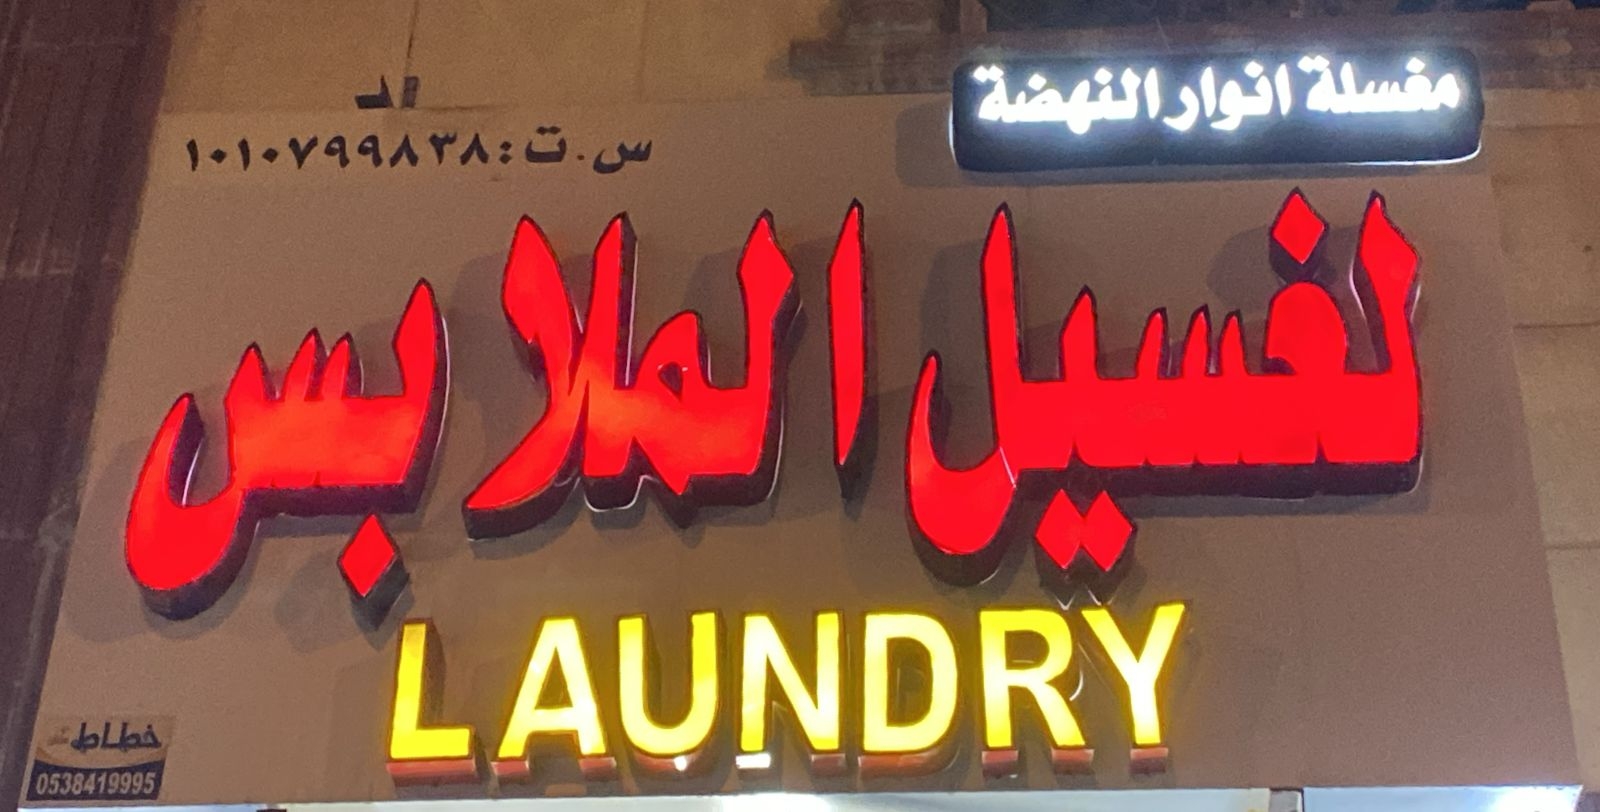 مغسلة انوار النهضة
س.ت: ١٠١٠٧٩٩٨٣٨
لغسيل الملابس
LAUNDRY
خطاط
0538419995